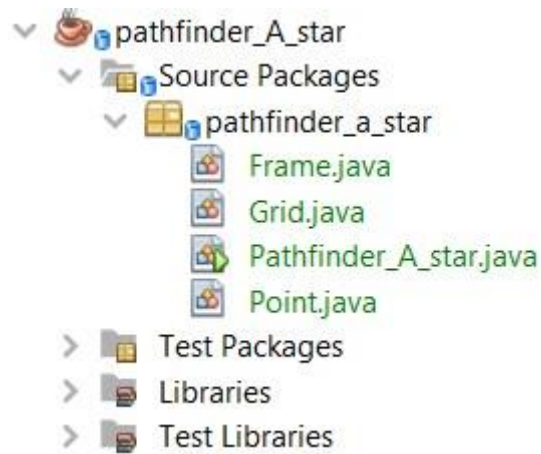 pathfinder_A_star
Source Packages
pathfinder_a_star
Frame.java
Grid.java
Pathfinder_A_star.java
Point.java
Test Packages
Libraries
Test Libraries